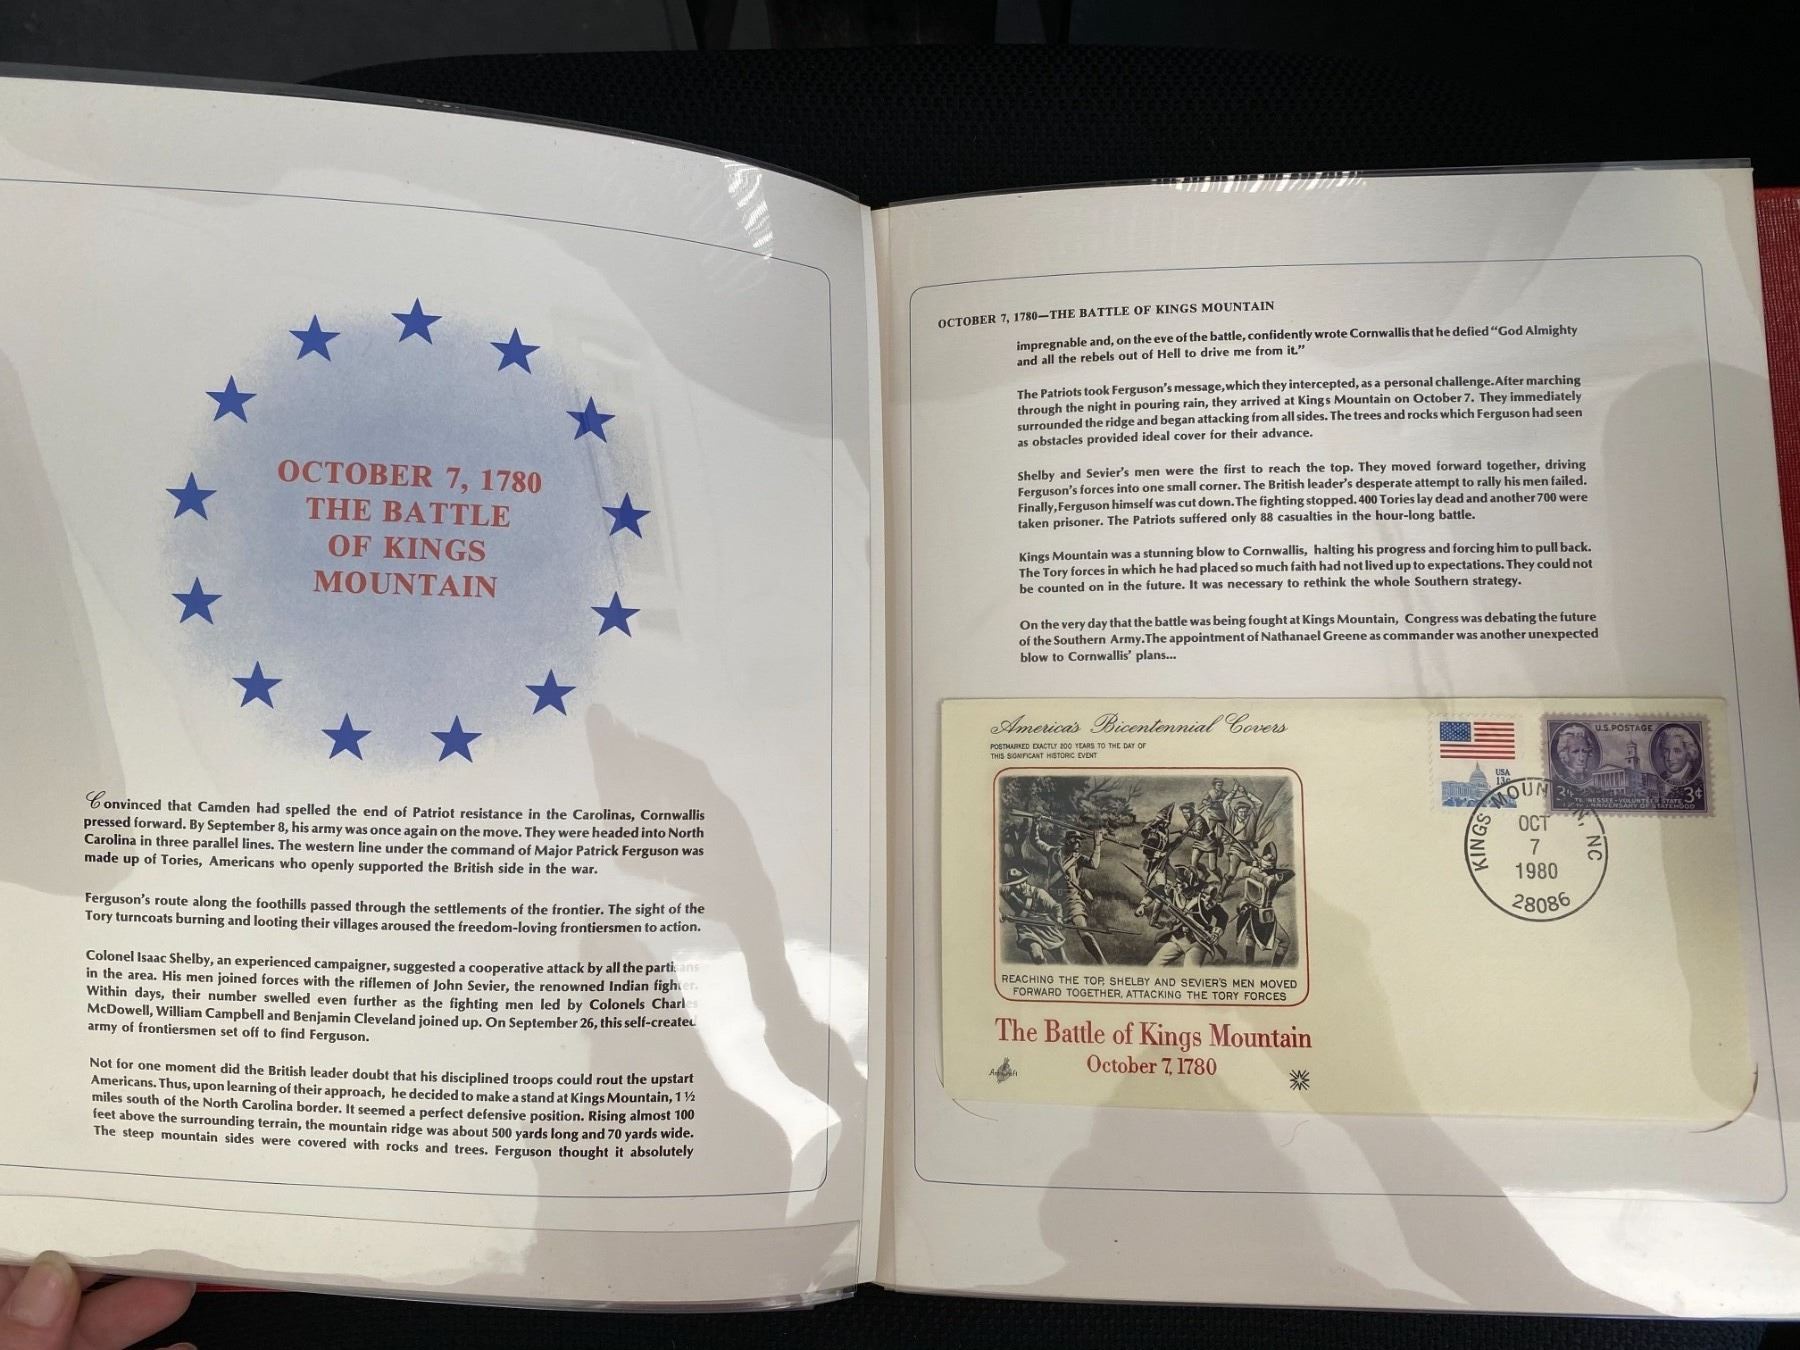 OCTOBER 7, 1780
THE BATTLE
OF KINGS
MOUNTAIN
Convinced that Camden had spelled the end of Patriot resistance in the Carolinas, Cornwallis
pressed forward. By September 8, his army was once again on the move. They were headed into North
Carolina in three parallel lines. The western line under the command of Major Patrick Ferguson was
made up of Tories, Americans who openly supported the British side in the war.
Ferguson's route along the foothills passed through the settlements of the frontier. The sight of the
Tory turncoats burning and looting their villages aroused the freedom-loving frontiersmen to action.
Colonel Isaac Shelby, an experienced campaigner, suggested a cooperative attack by all the partisans
in the area. His men joined forces with the riflemen of John Sevier, the renowned Indian fighter.
Within days, their number swelled even further as the fighting men led by Colonels Charles
McDowell, William Campbell and Benjamin Cleveland joined up. On September 26, this self-created
army of frontiersmen set off to find Ferguson.
Not for one moment did the British leader doubt that his disciplined troops could rout the upstart
Americans. Thus, upon learning of their approach, he decided to make a stand at Kings Mountain, 1 ½
miles south of the North Carolina border. It seemed a perfect defensive position. Rising almost 100
feet above the surrounding terrain, the mountain ridge was about 500 yards long and 70 yards wide.
The steep mountain sides were covered with rocks and trees. Ferguson thought it absolutely
OCTOBER 7, 1780—THE BATTLE OF KINGS MOUNTAIN
impregnable and, on the eve of the battle, confidently wrote Cornwallis that he defied "God Almighty
and all the rebels out of Hell to drive me from it."
The Patriots took Ferguson's message, which they intercepted, as a personal challenge. After marching
through the night in pouring rain, they arrived at Kings Mountain on October 7. They immediately
surrounded the ridge and began attacking from all sides. The trees and rocks which Ferguson had seen
as obstacles provided ideal cover for their advance.
Shelby and Sevier's men were the first to reach the top. They moved forward together, driving
Ferguson's forces into one small corner. The British leader's desperate attempt to rally his men failed.
Finally, Ferguson himself was cut down. The fighting stopped. 400 Tories lay dead and another 700 were
taken prisoner. The Patriots suffered only 88 casualties in the hour-long battle.
Kings Mountain was a stunning blow to Cornwallis, halting his progress and forcing him to pull back.
The Tory forces in which he had placed so much faith had not lived up to expectations. They could not
be counted on in the future. It was necessary to rethink the whole Southern strategy.
On the very day that the battle was being fought at Kings Mountain, Congress was debating the future
of the Southern Army. The appointment of Nathanael Greene as commander was another unexpected
blow to Cornwallis' plans...
America's Bicentennial Covers
POSTMARKED EXACTLY 200 YEARS TO THE DAY OF
THIS SIGNIFICANT HISTORIC EVENT
REACHING THE TOP, SHELBY AND SEVIER'S MEN MOVED
FORWARD TOGETHER, ATTACKING THE TORY FORCES
The Battle of Kings Mountain
October 7, 1780
Artcraft
USA
13c
U.S. POSTAGE
3¢
TENNESSEE-VOLUNTEER STATE
ANNIVERSARY OF STATEHOOD
KINGS MOUNTAIN, NC
OCT
7
1980
28086